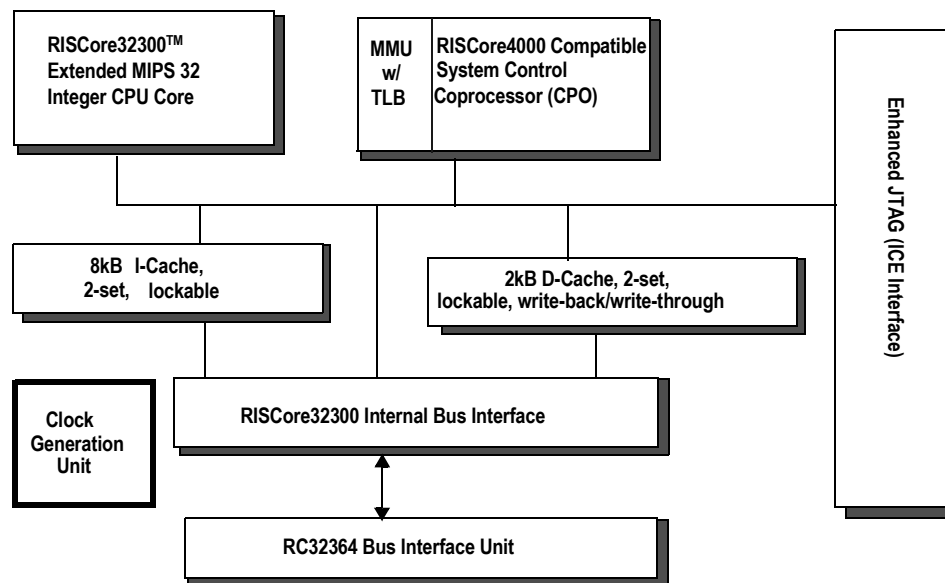 RISCore32300™
Extended MIPS 32
Integer CPU Core
MMU
w/
TLB
RISCore4000 Compatible
System Control
Coprocessor (CPO)
Enhanced JTAG (ICE Interface)
8kB I-Cache,
2-set, lockable
2kB D-Cache, 2-set,
lockable, write-back/write-through
Clock
Generation
Unit
RISCore32300 Internal Bus Interface
RC32364 Bus Interface Unit